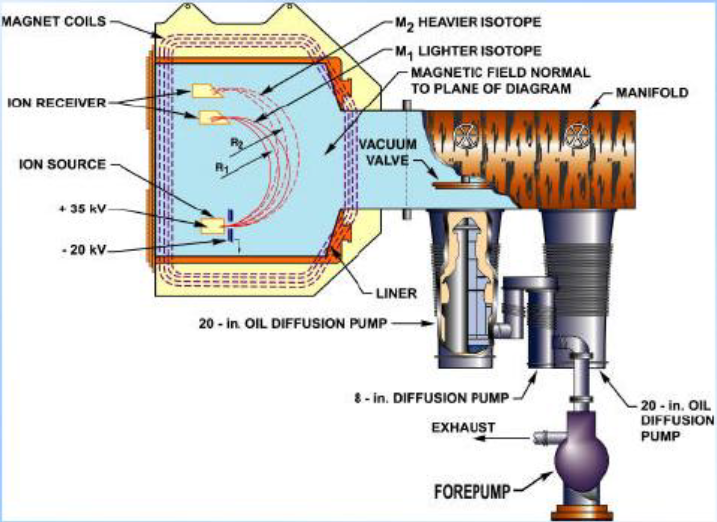 MAGNET COILS
M2 HEAVIER ISOTOPE
M1 LIGHTER ISOTOPE
MAGNETIC FIELD NORMAL
TO PLANE OF DIAGRAM
MANIFOLD
ION RECEIVER
R2
R1
VACUUM
VALVE
ION SOURCE
+ 35 kV
- 20 kV
LINER
20 - in. OIL DIFFUSION PUMP
8 - in. DIFFUSION PUMP
20 - in. OIL
DIFFUSION
PUMP
EXHAUST
FOREPUMP